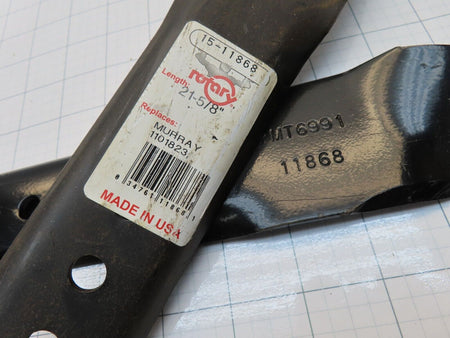 15-11868
rotary
Length:
21-5/8"
Replaces:
MURRAY
1101823
MADE IN USA
MT6991
11868